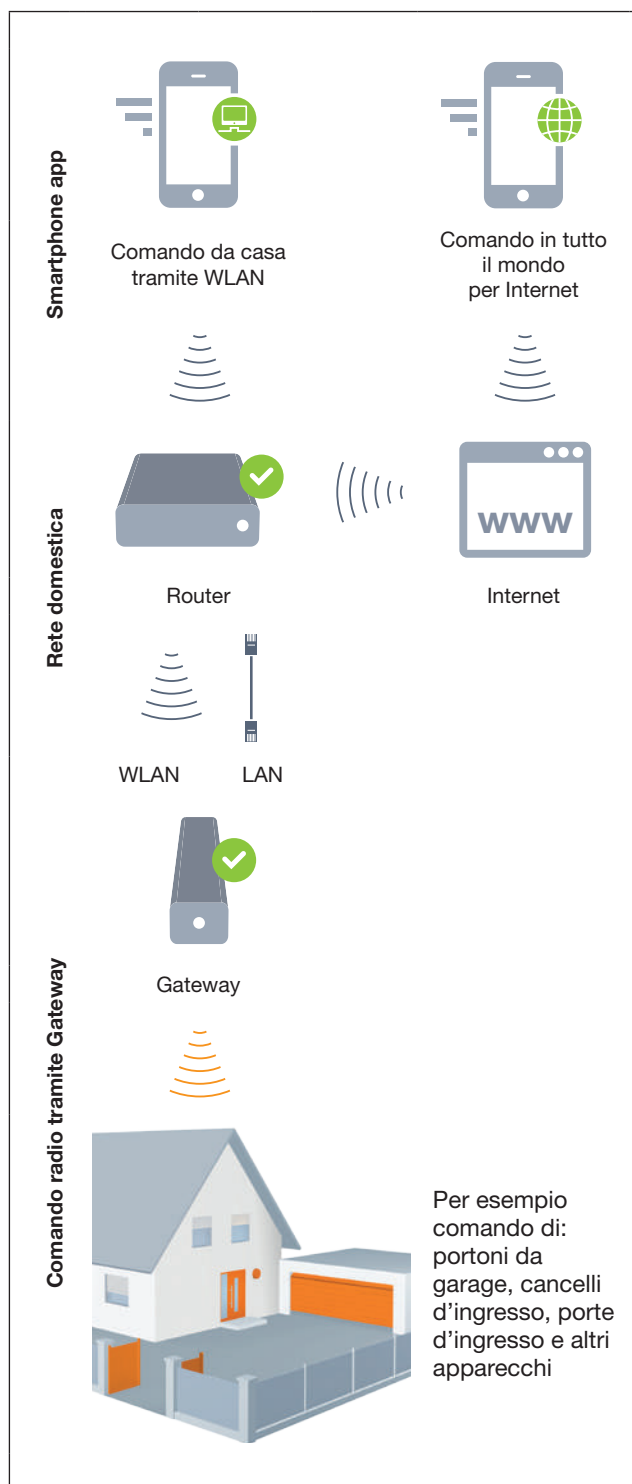 Smartphone app
Comando da casa
tramite WLAN
Comando in tutto
il mondo
per Internet
Rete domestica
www
Router
Internet
WLAN
LAN
Comando radio tramite Gateway
Gateway
Per esempio
comando di:
portoni da
garage, cancelli
d'ingresso, porte
d'ingresso e altri
apparecchi